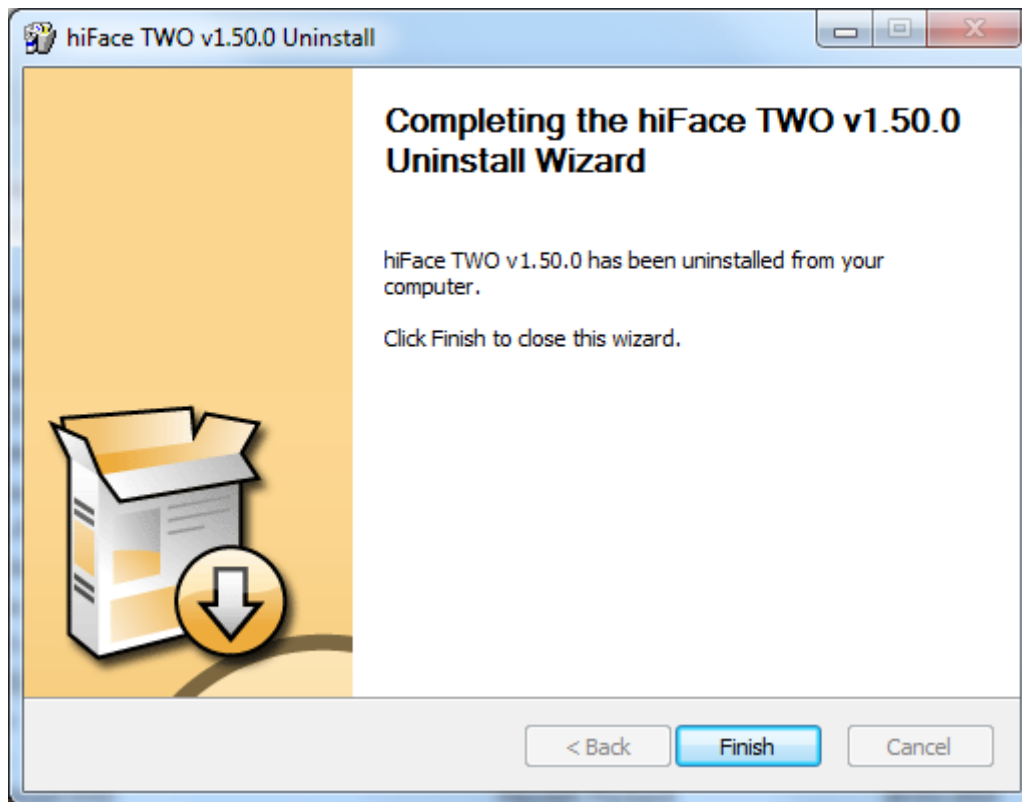 hiFace TWO v1.50.0 Uninstall
Completing the hiFace TWO v1.50.0
Uninstall Wizard
hiFace TWO v1.50.0 has been uninstalled from your
computer.
Click Finish to close this wizard.
< Back
Finish
Cancel